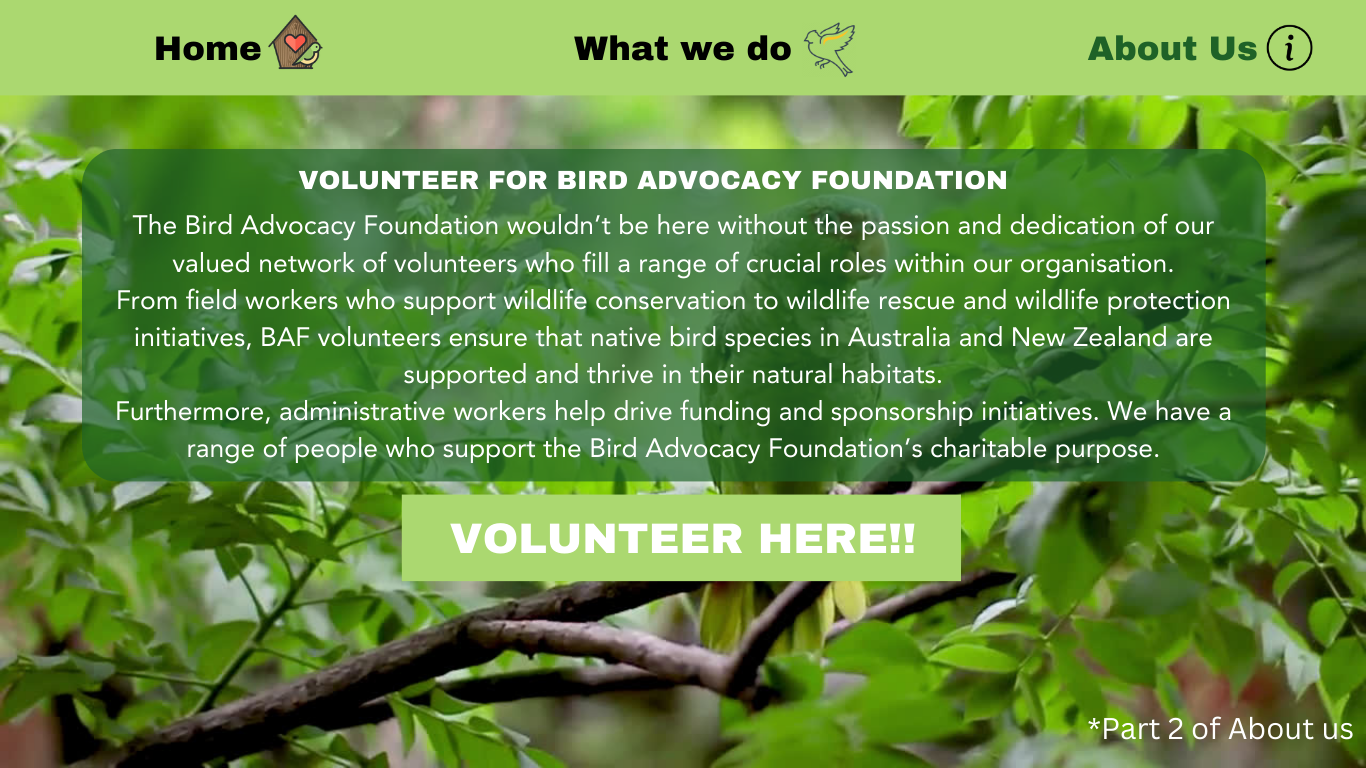 Home
What we do
About Us i
VOLUNTEER FOR BIRD ADVOCACY FOUNDATION
The Bird Advocacy Foundation wouldn’t be here without the passion and dedication of our
valued network of volunteers who fill a range of crucial roles within our organisation.
From field workers who support wildlife conservation to wildlife rescue and wildlife protection
initiatives, BAF volunteers ensure that native bird species in Australia and New Zealand are
supported and thrive in their natural habitats.
Furthermore, administrative workers help drive funding and sponsorship initiatives. We have a
range of people who support the Bird Advocacy Foundation’s charitable purpose.
VOLUNTEER HERE!!
*Part 2 of About us